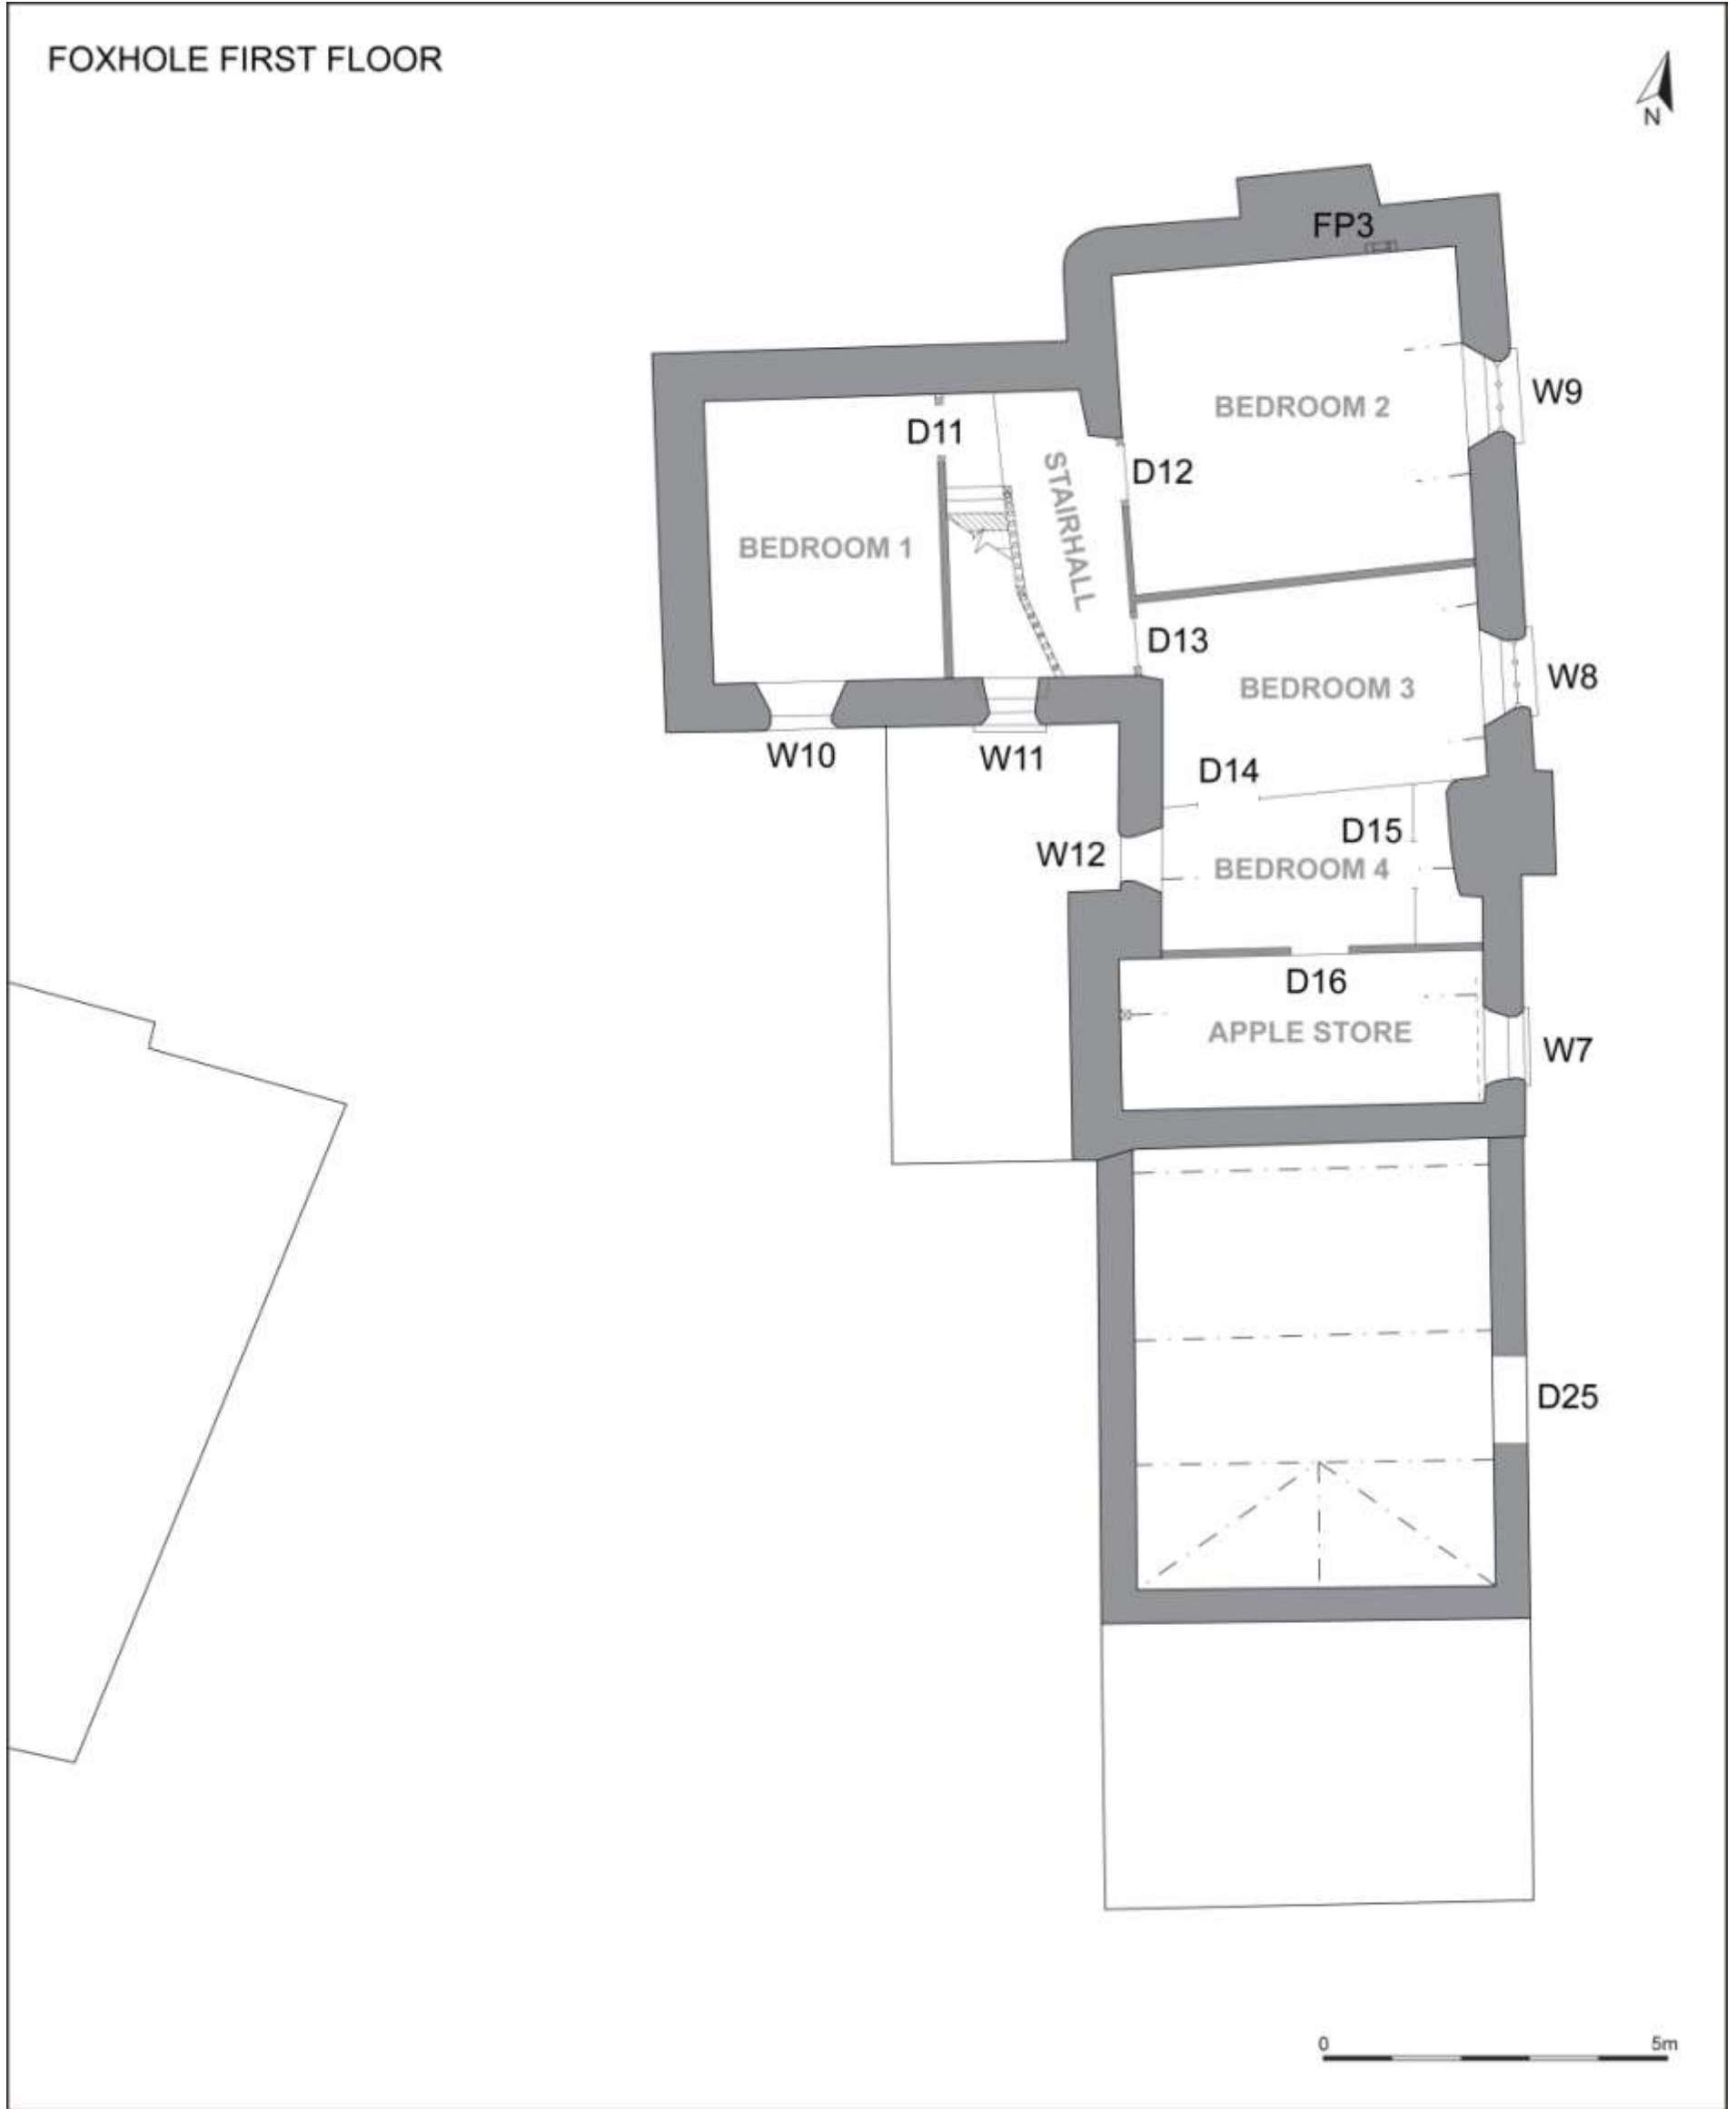 FOXHOLE FIRST FLOOR
N
FP3
W9
BEDROOM 2
D11
D12
STAIRHALL
BEDROOM 1
D13
W8
BEDROOM 3
W10
W11
D14
D15
W12
BEDROOM 4
D16
APPLE STORE
W7
D25
0 5m